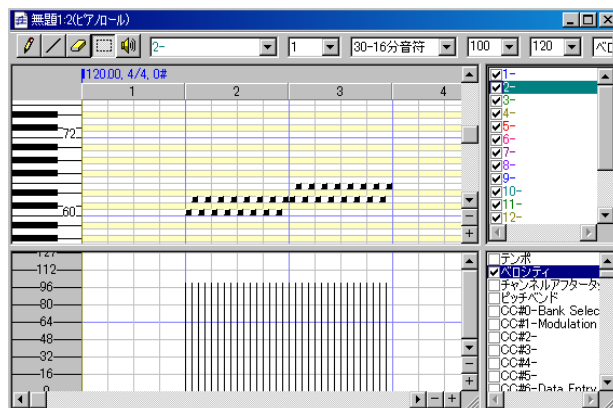 無題1:2(ピアノロール)
2- 1 30-16分音符 100 120 ベロ
120.00, 4/4, 0#
1 2 3 4
72
60
1-
2-
3-
4-
5-
6-
7-
8-
9-
10-
11-
12-
127
112
96
80
64
48
32
16
0
テンポ
ベロシティ
チャンネルアフタータッ
ピッチベンド
CC#0-Bank Selec
CC#1-Modulation
CC#2-
CC#3-
CC#4-
CC#5-
CC#6-Data Entry